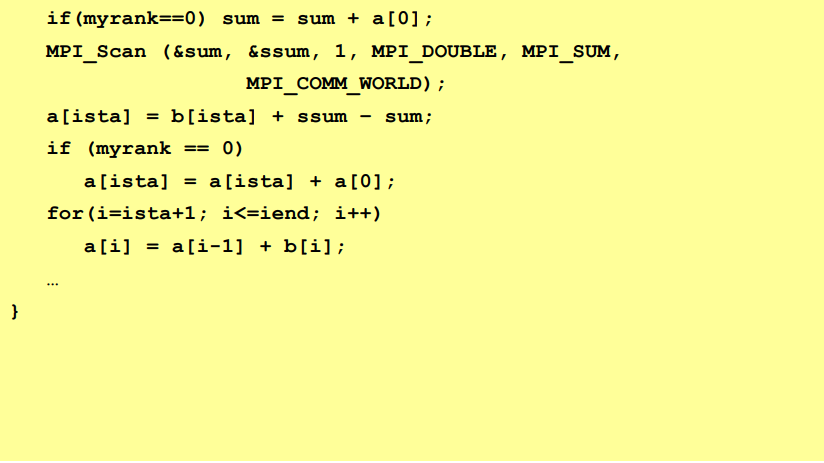 if(myrank==0) sum = sum + a[0];
MPI_Scan (&sum, &ssum, 1, MPI_DOUBLE, MPI_SUM,
MPI_COMM_WORLD);
a[ista] = b[ista] + ssum – sum;
if (myrank == 0)
a[ista] = a[ista] + a[0];
for(i=ista+1; i<=iend; i++)
a[i] = a[i-1] + b[i];
…
}